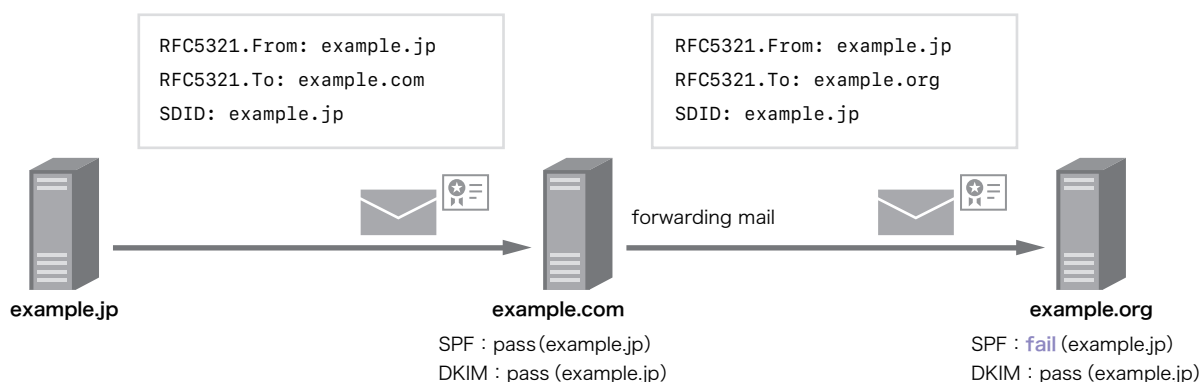 RFC5321.From: example.jp
RFC5321.To: example.com
SDID: example.jp
RFC5321.From: example.jp
RFC5321.To: example.org
SDID: example.jp
forwarding mail
example.jp
example.com
SPF：pass(example.jp)
DKIM：pass (example.jp)
example.org
SPF：fail (example.jp)
DKIM：pass (example.jp)